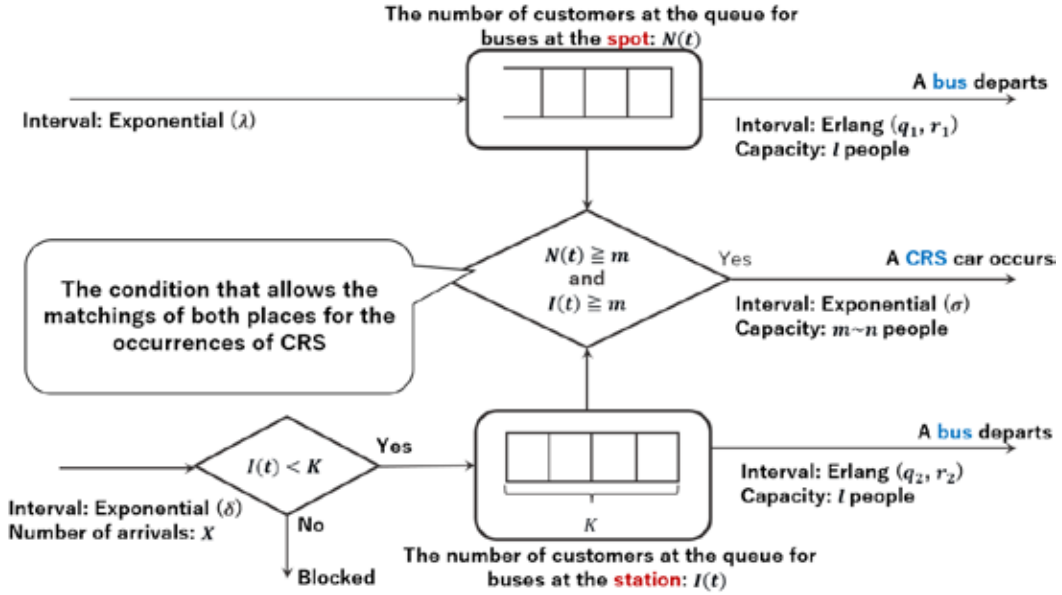 The number of customers at the queue for
buses at the spot: N(t)
A bus departs
Interval: Exponential (λ)
Interval: Erlang (q₁, r₁)
Capacity: l people
N(t) ≧ m
and
I(t) ≧ m
Yes
A CRS car occurs
Interval: Exponential (σ)
Capacity: m~n people
The condition that allows the
matchings of both places for the
occurrences of CRS
I(t) < K
Yes
No
Blocked
Interval: Exponential (δ)
Number of arrivals: X
K
A bus departs
Interval: Erlang (q₂, r₂)
Capacity: l people
The number of customers at the queue for
buses at the station: I(t)